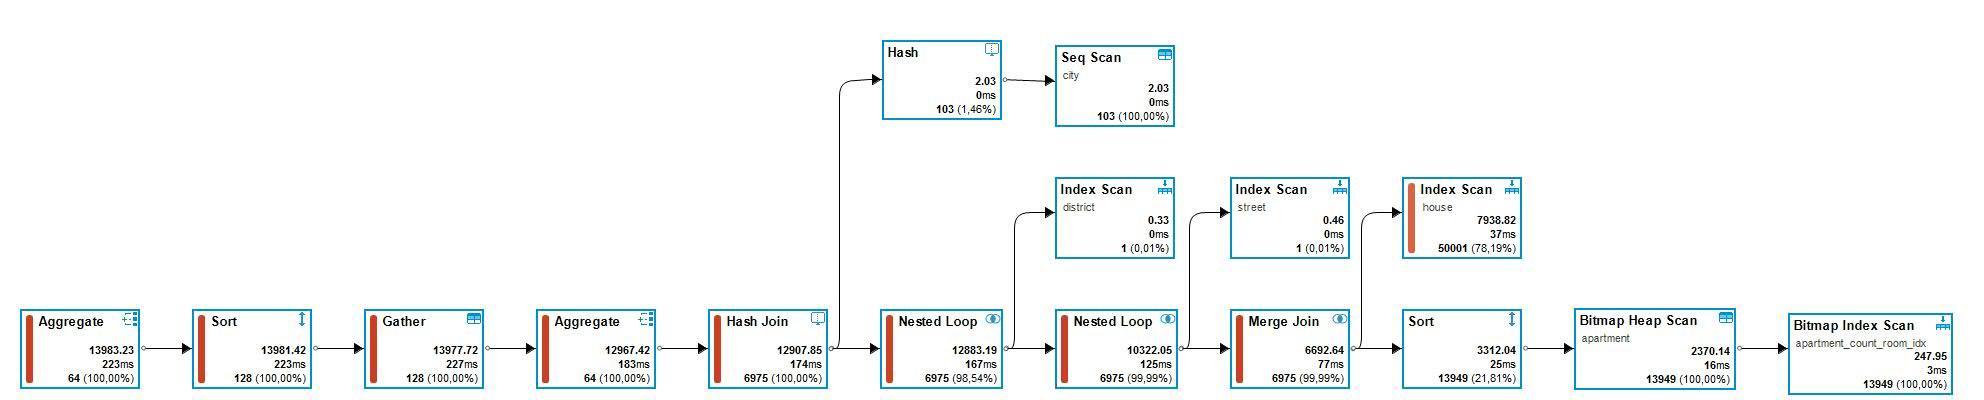 Hash
2.03
0ms
103 (1,46%)
Seq Scan
city
2.03
0ms
103 (100,00%)
Index Scan
district
0.33
0ms
1 (0,01%)
Index Scan
street
0.46
0ms
1 (0,01%)
Index Scan
house
7938.82
37ms
50001 (78,19%)
Aggregate
13983.23
223ms
64 (100,00%)
Sort
13981.42
223ms
128 (100,00%)
Gather
13977.72
227ms
128 (100,00%)
Aggregate
12967.42
183ms
64 (100,00%)
Hash Join
12907.85
174ms
6975 (100,00%)
Nested Loop
12883.19
167ms
6975 (98,54%)
Nested Loop
10322.05
125ms
6975 (99,99%)
Merge Join
6692.64
77ms
6975 (99,99%)
Sort
3312.04
25ms
13949 (21,81%)
Bitmap Heap Scan
apartment
2370.14
16ms
13949 (100,00%)
Bitmap Index Scan
apartment_count_room_idx
247.95
3ms
13949 (100,00%)